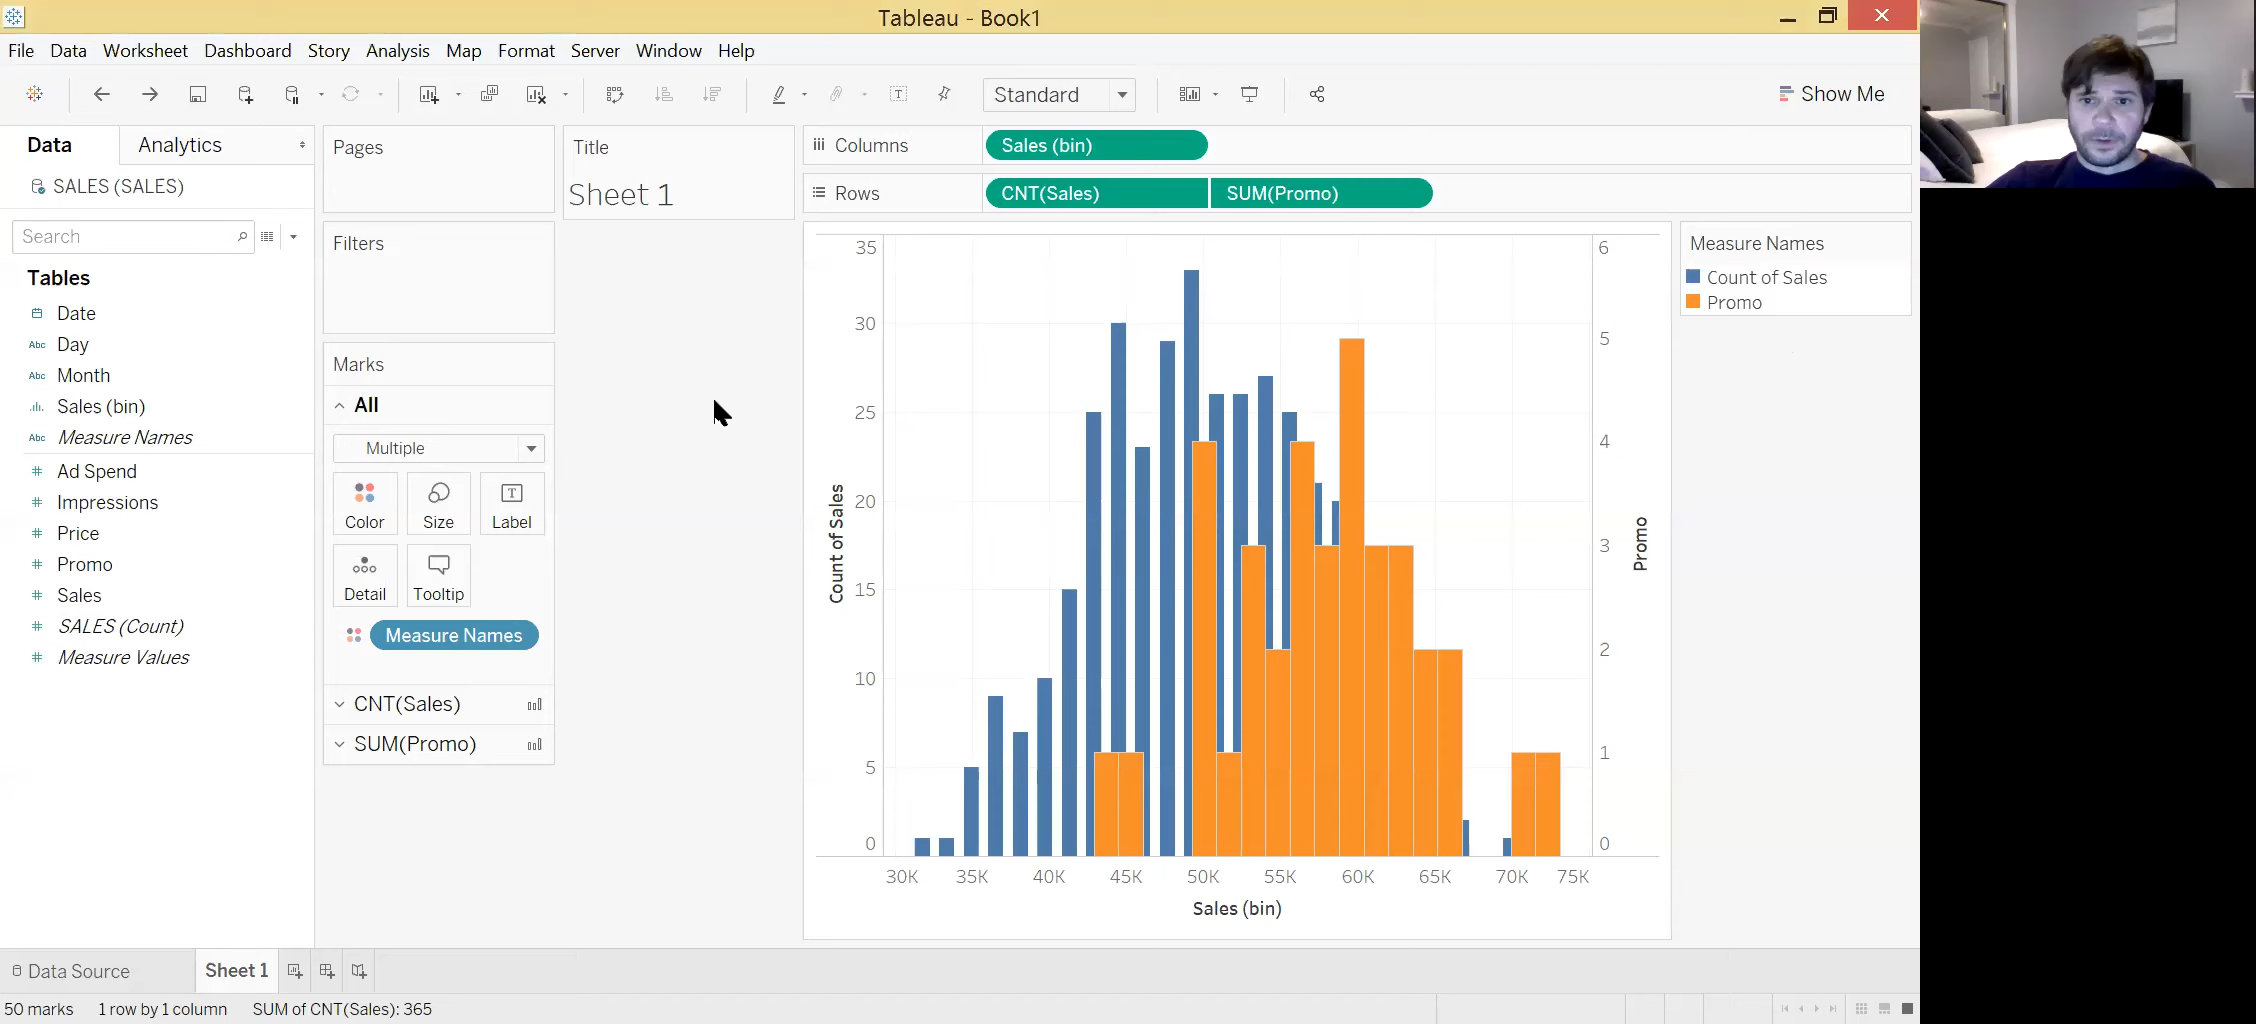 Tableau - Book1
File Data Worksheet Dashboard Story Analysis Map Format Server Window Help
Standard
Show Me
Data
Analytics
SALES (SALES)
Search
Tables
Date
Abc Day
Abc Month
Sales (bin)
Abc Measure Names
# Ad Spend
# Impressions
# Price
# Promo
# Sales
# SALES (Count)
# Measure Values
Pages
Filters
Marks
All
Multiple
Color
Size
Label
Detail
Tooltip
Measure Names
CNT(Sales)
SUM(Promo)
Title
Sheet 1
Columns
Sales (bin)
Rows
CNT(Sales)
SUM(Promo)
35
30
25
20
15
10
5
0
Count of Sales
6
5
4
3
2
1
0
Promo
30K 35K 40K 45K 50K 55K 60K 65K 70K 75K
Sales (bin)
Measure Names
Count of Sales
Promo
Data Source
Sheet 1
50 marks 1 row by 1 column SUM of CNT(Sales): 365